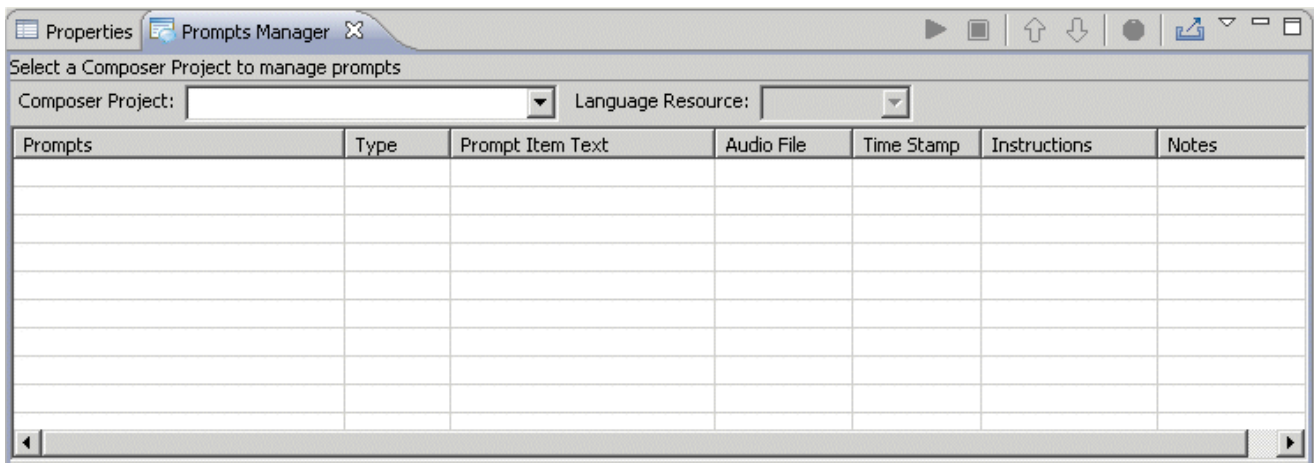 Properties Prompts Manager
Select a Composer Project to manage prompts
Composer Project: Language Resource:
Prompts Type Prompt Item Text Audio File Time Stamp Instructions Notes